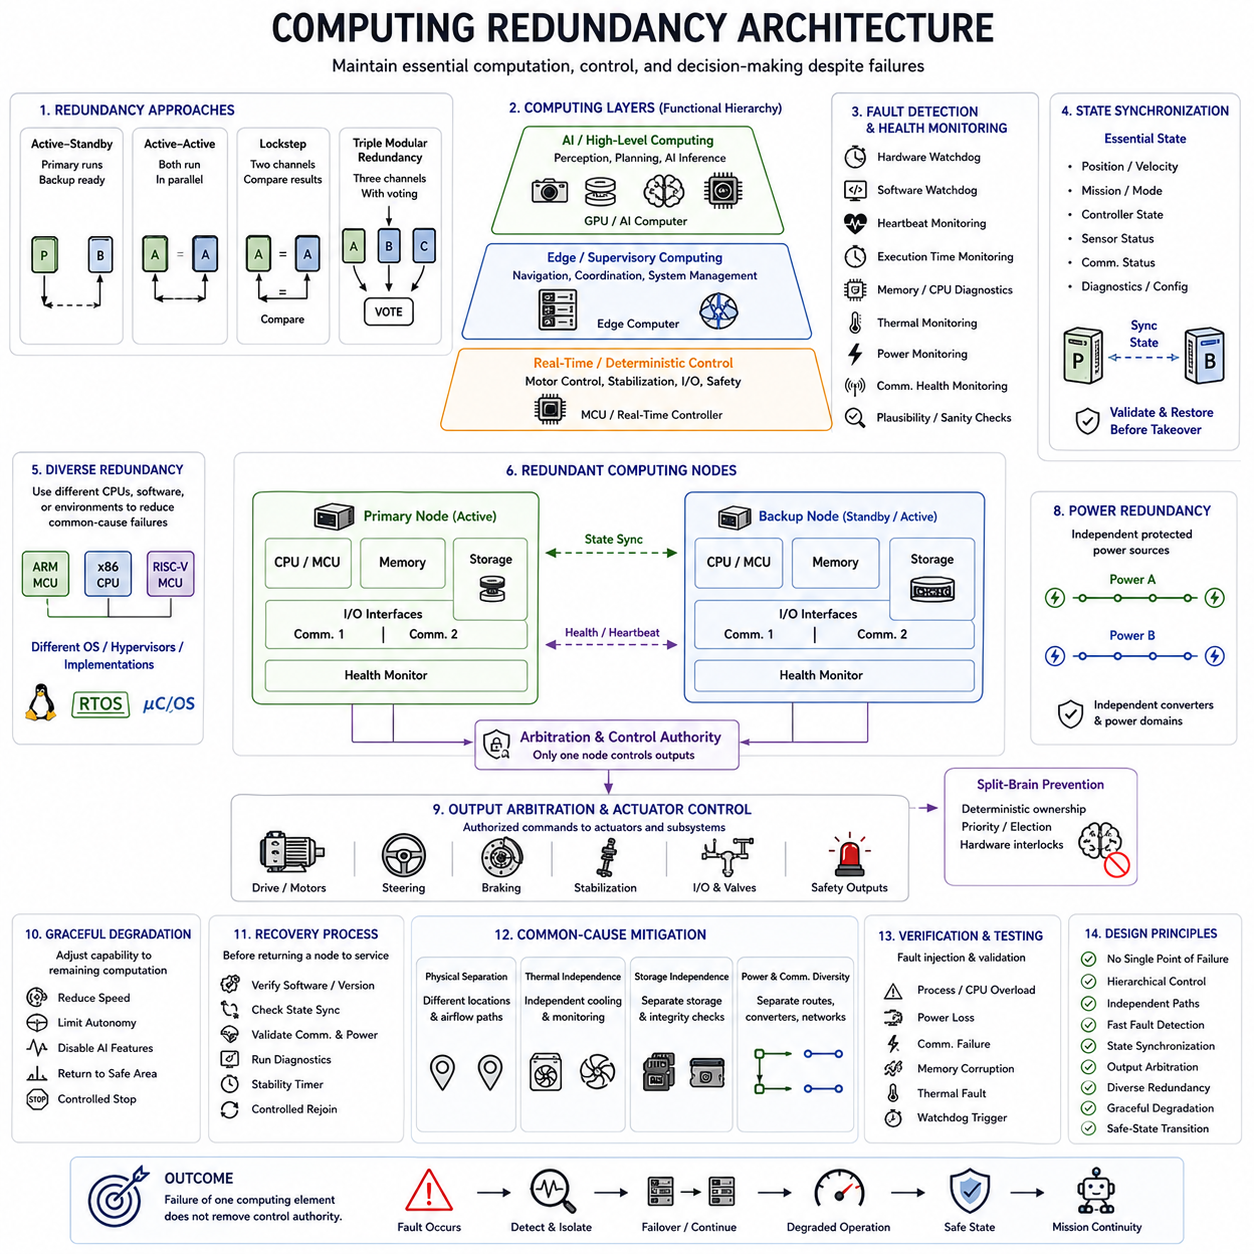 COMPUTING REDUNDANCY ARCHITECTURE
Maintain essential computation, control, and decision-making despite failures
1. REDUNDANCY APPROACHES
Active–Standby
Primary runs
Backup ready
P
B
Active–Active
Both run
In parallel
A
=
A
Lockstep
Two channels
Compare results
A
=
A
=
Compare
Triple Modular
Redundancy
Three channels
With voting
A
B
C
VOTE
2. COMPUTING LAYERS (Functional Hierarchy)
AI / High-Level Computing
Perception, Planning, AI Inference
GPU / AI Computer
Edge / Supervisory Computing
Navigation, Coordination, System Management
Edge Computer
Real-Time / Deterministic Control
Motor Control, Stabilization, I/O, Safety
MCU / Real-Time Controller
3. FAULT DETECTION
& HEALTH MONITORING
Hardware Watchdog
Software Watchdog
Heartbeat Monitoring
Execution Time Monitoring
Memory / CPU Diagnostics
Thermal Monitoring
Power Monitoring
Comm. Health Monitoring
Plausibility / Sanity Checks
4. STATE SYNCHRONIZATION
Essential State
• Position / Velocity
• Mission / Mode
• Controller State
• Sensor Status
• Comm. Status
• Diagnostics / Config
P
Sync
State
B
Validate & Restore
Before Takeover
5. DIVERSE REDUNDANCY
Use different CPUs, software,
or environments to reduce
common-cause failures
ARM
MCU
x86
CPU
RISC-V
MCU
Different OS / Hypervisors /
Implementations
RTOS
µC/OS
6. REDUNDANT COMPUTING NODES
Primary Node (Active)
CPU / MCU
Memory
Storage
I/O Interfaces
Comm. 1 | Comm. 2
Health Monitor
State Sync
Health / Heartbeat
Backup Node (Standby / Active)
CPU / MCU
Memory
Storage
I/O Interfaces
Comm. 1 | Comm. 2
Health Monitor
Arbitration & Control Authority
Only one node controls outputs
8. POWER REDUNDANCY
Independent protected
power sources
Power A
Power B
Independent converters
& power domains
9. OUTPUT ARBITRATION & ACTUATOR CONTROL
Authorized commands to actuators and subsystems
Drive / Motors
Steering
Braking
Stabilization
I/O & Valves
Safety Outputs
Split-Brain Prevention
Deterministic ownership
Priority / Election
Hardware interlocks
10. GRACEFUL DEGRADATION
Adjust capability to
remaining computation
Reduce Speed
Limit Autonomy
Disable AI Features
Return to Safe Area
STOP
Controlled Stop
11. RECOVERY PROCESS
Before returning a node to service
Verify Software / Version
Check State Sync
Validate Comm. & Power
Run Diagnostics
Stability Timer
Controlled Rejoin
12. COMMON-CAUSE MITIGATION
Physical Separation
Different locations
& airflow paths
Thermal Independence
Independent cooling
& monitoring
Storage Independence
Separate storage
& integrity checks
Power & Comm. Diversity
Separate routes,
converters, networks
13. VERIFICATION & TESTING
Fault injection & validation
Process / CPU Overload
Power Loss
Comm. Failure
Memory Corruption
Thermal Fault
Watchdog Trigger
14. DESIGN PRINCIPLES
No Single Point of Failure
Hierarchical Control
Independent Paths
Fast Fault Detection
State Synchronization
Output Arbitration
Diverse Redundancy
Graceful Degradation
Safe-State Transition
OUTCOME
Failure of one computing element
does not remove control authority.
Fault Occurs
Detect & Isolate
Failover / Continue
Degraded Operation
Safe State
Mission Continuity